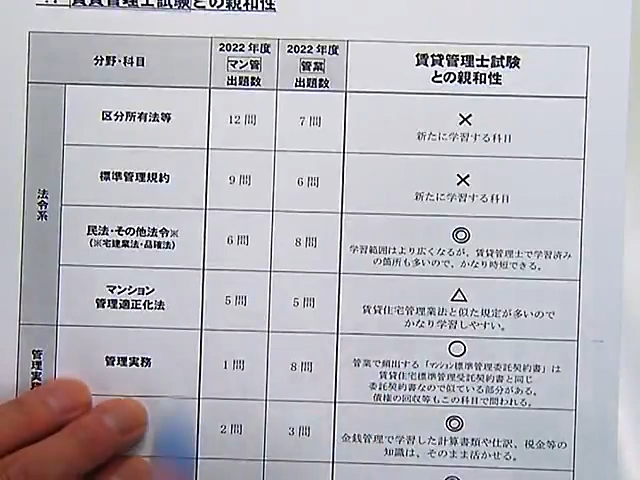 賃貸管理士試験との親和性
分野・科目
2022年度
マン管
出題数
2022年度
管業
出題数
賃貸管理士試験
との親和性
法令系
区分所有法等
12問
7問
×
新たに学習する科目
標準管理規約
9問
6問
×
新たに学習する科目
民法・その他法令※
(※宅建業法・品確法)
6問
8問
◎
学習範囲はより広くなるが、賃貸管理士で学習済み
の箇所も多いので、かなり時短できる。
マンション
管理適正化法
5問
5問
△
賃貸住宅管理業法と似た規定が多いので
かなり学習しやすい。
管理実務
1問
8問
○
管業で頻出する「マンション標準管理委託契約書」は
賃貸住宅標準管理受託契約書と同じ
委託契約書なので似ている部分がある。
債権の回収等もこの科目で問われる。
2問
3問
◎
金銭管理で学習した計算書類や仕訳、税金等の
知識は、そのまま活かせる。